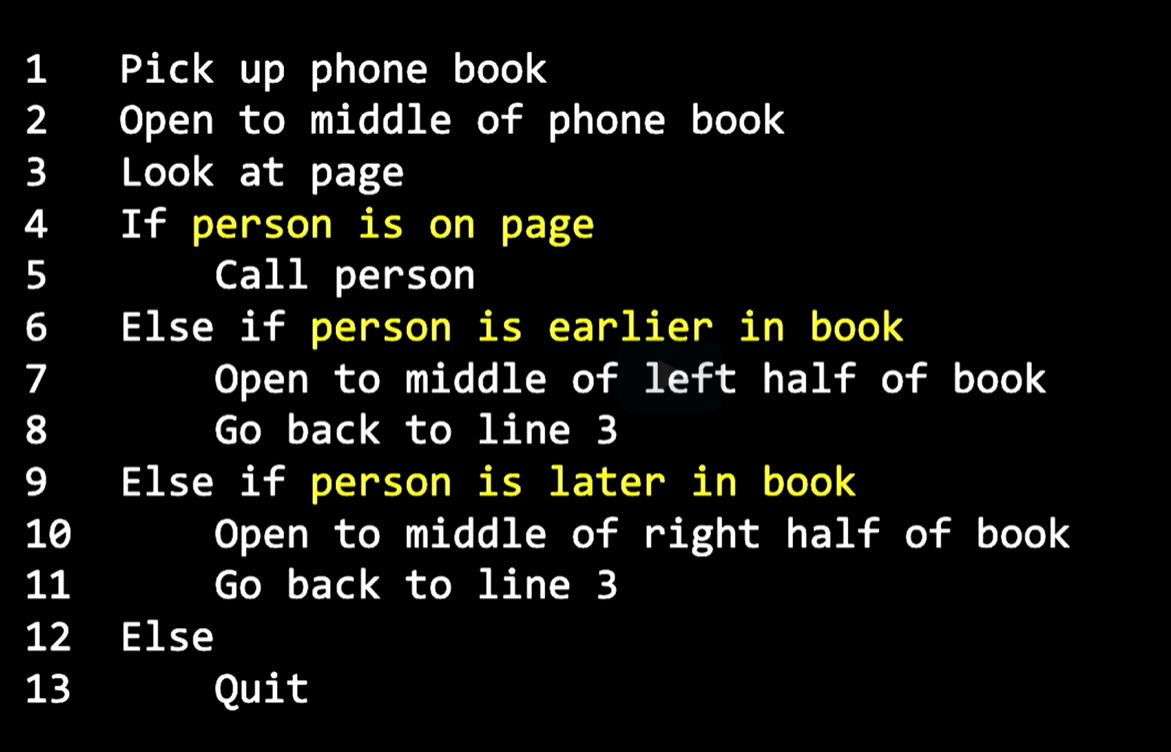 1 Pick up phone book
2 Open to middle of phone book
3 Look at page
4 If person is on page
5 Call person
6 Else if person is earlier in book
7 Open to middle of left half of book
8 Go back to line 3
9 Else if person is later in book
10 Open to middle of right half of book
11 Go back to line 3
12 Else
13 Quit